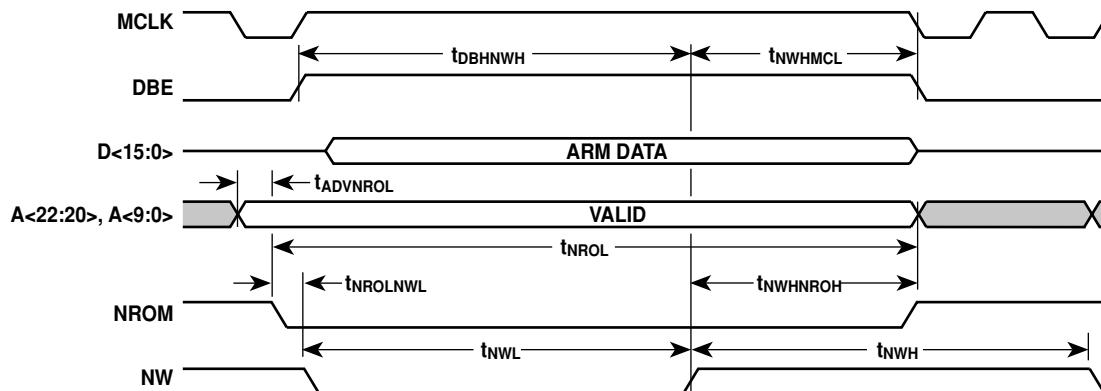 MCLK
tDBHNWH tNWHMCL
DBE
D<15:0> ARM DATA
tADVNROL
A<22:20>, A<9:0> VALID
tNROL
tNROLNWL tNWHNROH
NROM
tNWL tNWH
NW